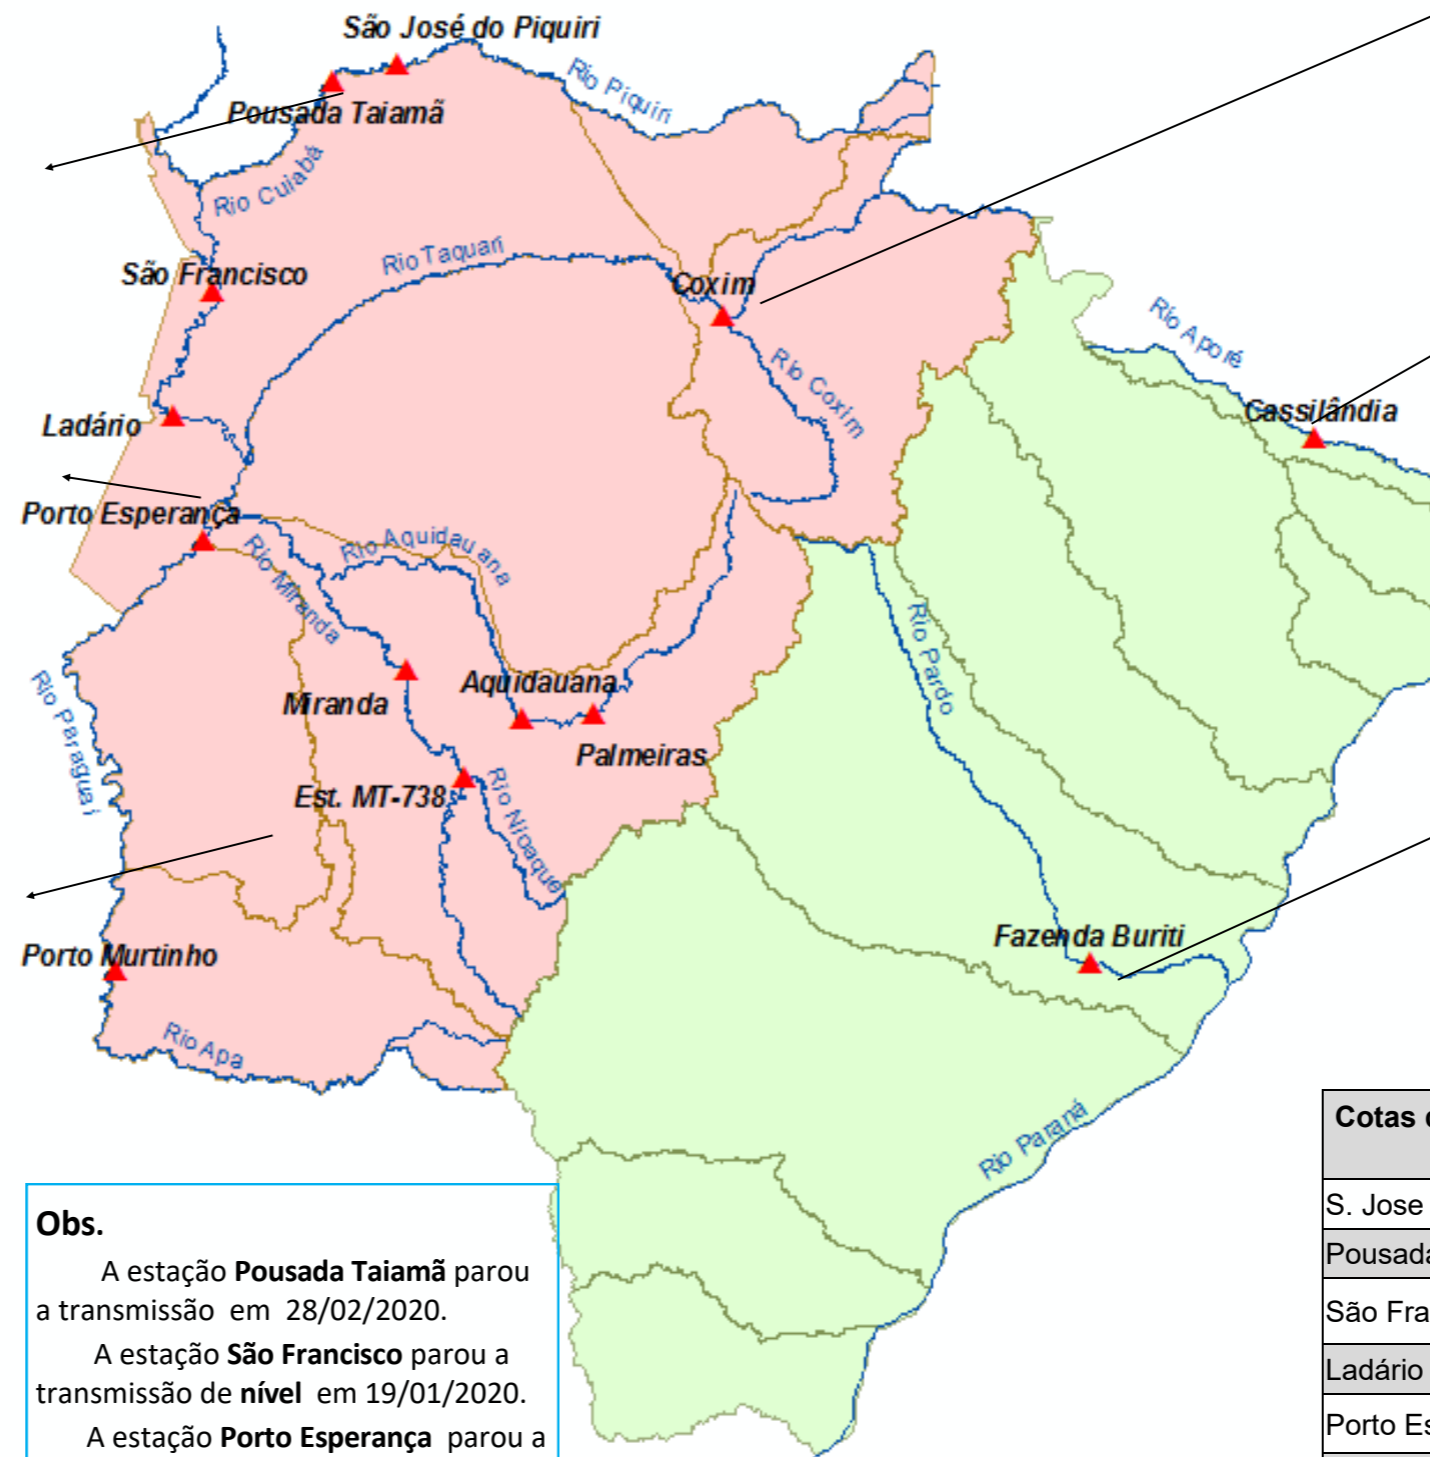 São José do Piquiri
Rio Piquiri
Pousada Taiamã
Rio Cuiabá
Rio Taquari
São Francisco
Coxim
Rio Aporé
Rio Coxim
Cassilândia
Ladário
Porto Esperança
Rio Aquidauana
Rio Miranda
Rio Pardo
Rio Paraguai
Aquidauana
Miranda
Palmeiras
Est. MT-738
Rio Nioaque
Fazenda Buriti
Porto Murtinho
Rio Apa
Rio Paraná
Cotas
S. Jose
Pousada
São Fra
Ladário
Porto Es
Obs.
A estação Pousada Taiamã parou
a transmissão em 28/02/2020.
A estação São Francisco parou a
transmissão de nível em 19/01/2020.
A estação Porto Esperança parou a